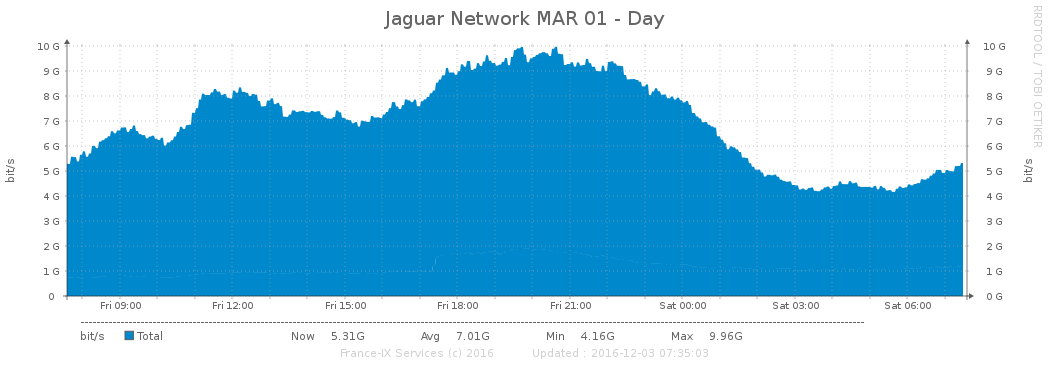 Jaguar Network MAR 01 - Day
RRDTOOL / TOBI OETIKER
bit/s
bit/s
10 G 10 G
9 G 9 G
8 G 8 G
7 G 7 G
6 G 6 G
5 G 5 G
4 G 4 G
3 G 3 G
2 G 2 G
1 G 1 G
0 0 G
Fri 09:00 Fri 12:00 Fri 15:00 Fri 18:00 Fri 21:00 Sat 00:00 Sat 03:00 Sat 06:00
bit/s Total Now 5.31G Avg 7.01G Min 4.16G Max 9.96G
France-IX Services (c) 2016 Updated : 2016-12-03 07:35:03